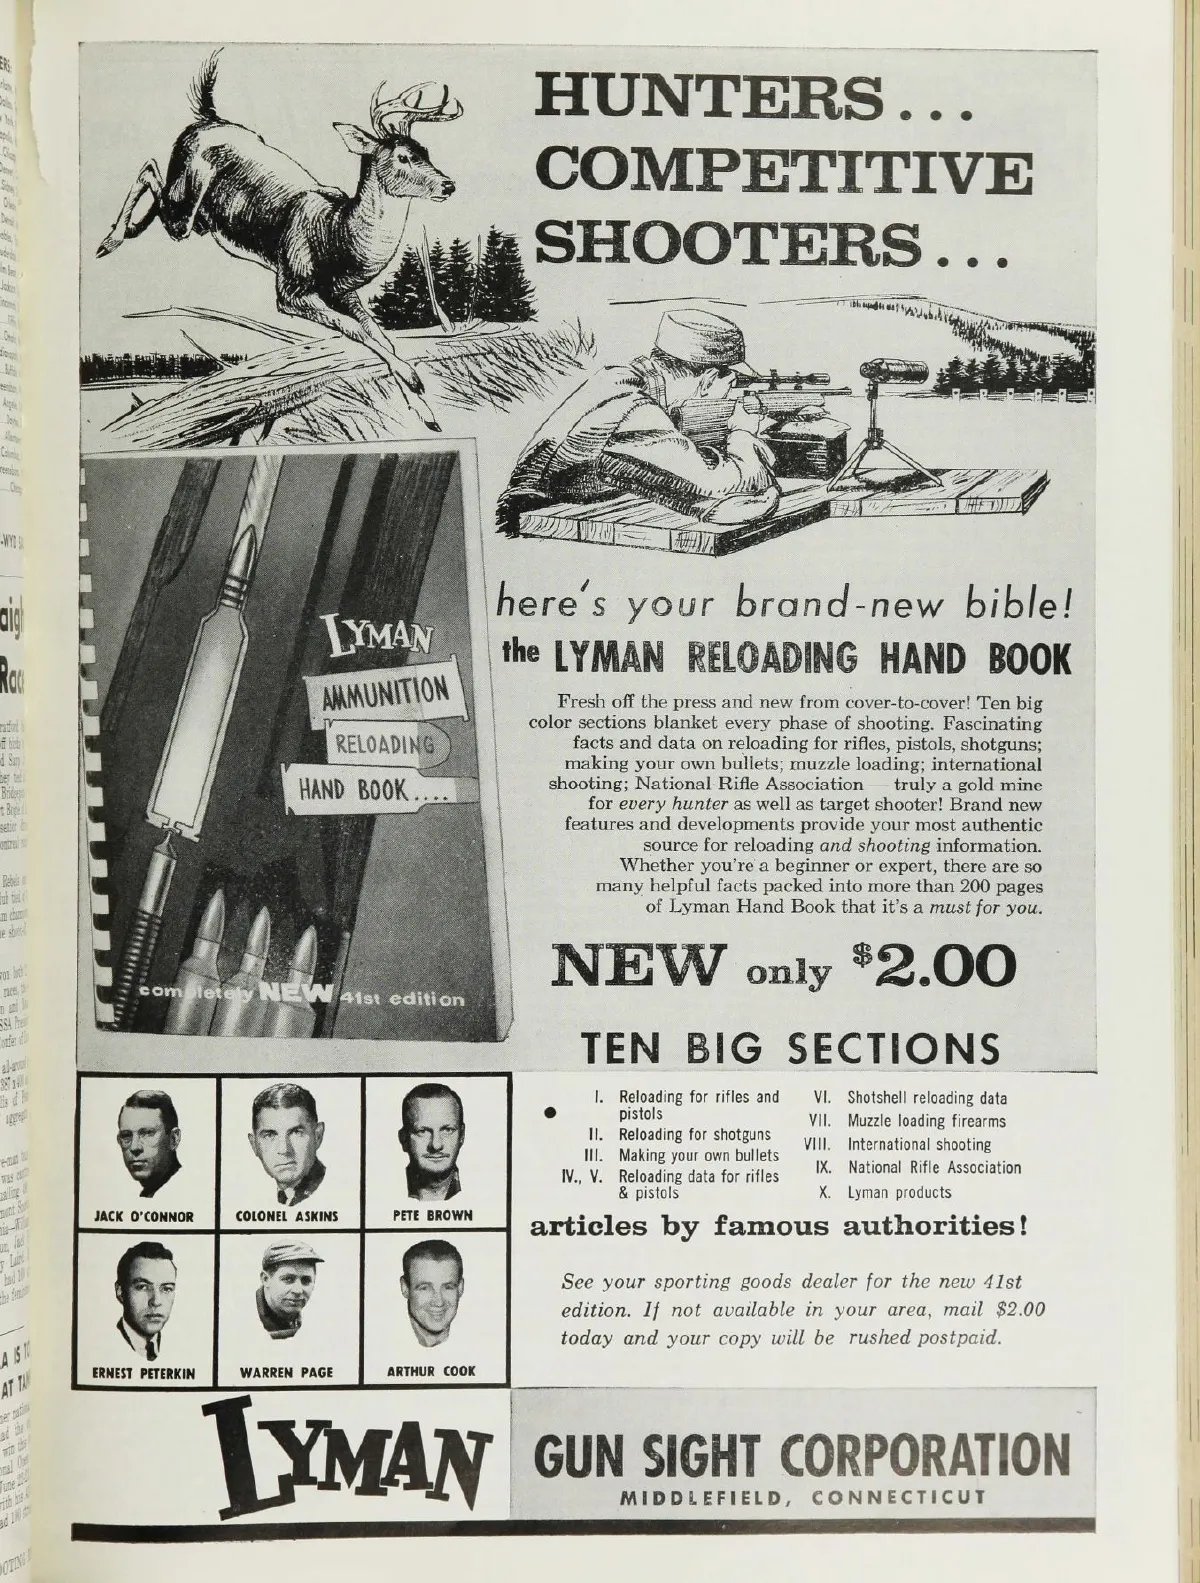 HUNTERS...
COMPETITIVE
SHOOTERS...
LYMAN
AMMUNITION
RELOADING
HAND BOOK....
completely NEW 41st edition
here's your brand-new bible!
the LYMAN RELOADING HAND BOOK
Fresh off the press and new from cover-to-cover! Ten big
color sections blanket every phase of shooting. Fascinating
facts and data on reloading for rifles, pistols, shotguns;
making your own bullets; muzzle loading; international
shooting; National Rifle Association — truly a gold mine
for every hunter as well as target shooter! Brand new
features and developments provide your most authentic
source for reloading and shooting information.
Whether you're a beginner or expert, there are so
many helpful facts packed into more than 200 pages
of Lyman Hand Book that it's a must for you.
NEW only $2.00
TEN BIG SECTIONS
I. Reloading for rifles and
pistols
II. Reloading for shotguns
III. Making your own bullets
IV., V. Reloading data for rifles
& pistols
VI. Shotshell reloading data
VII. Muzzle loading firearms
VIII. International shooting
IX. National Rifle Association
X. Lyman products
articles by famous authorities!
See your sporting goods dealer for the new 41st
edition. If not available in your area, mail $2.00
today and your copy will be rushed postpaid.
JACK O'CONNOR
COLONEL ASKINS
PETE BROWN
ERNEST PETERKIN
WARREN PAGE
ARTHUR COOK
LYMAN
GUN SIGHT CORPORATION
MIDDLEFIELD, CONNECTICUT